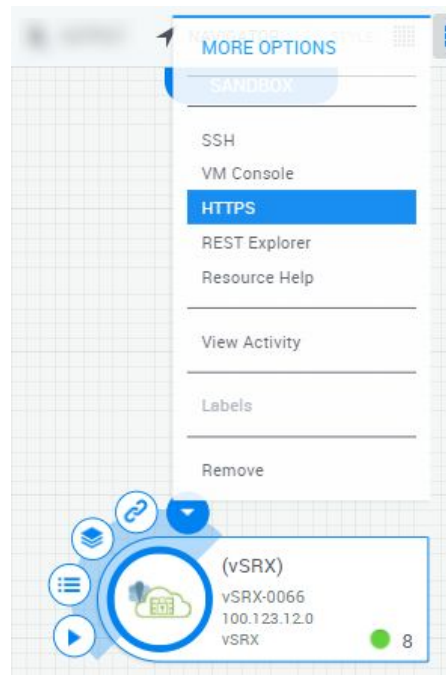 NAVIGATOR
MORE OPTIONS
SANDBOX
SSH
VM Console
HTTPS
REST Explorer
Resource Help
View Activity
Labels
Remove
(vSRX)
vSRX-0066
100.123.12.0
vSRX
8